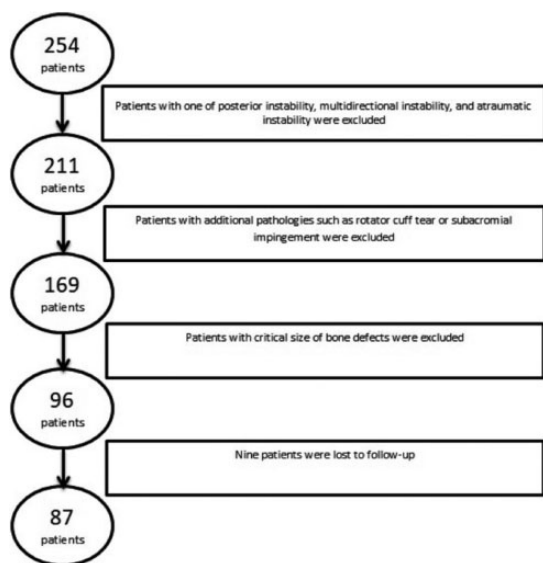 254
patients
Patients with one of posterior instability, multidirectional instability, and atraumatic
instability were excluded
211
patients
Patients with additional pathologies such as rotator cuff tear or subacromial
impingement were excluded
169
patients
Patients with critical size of bone defects were excluded
96
patients
Nine patients were lost to follow-up
87
patients